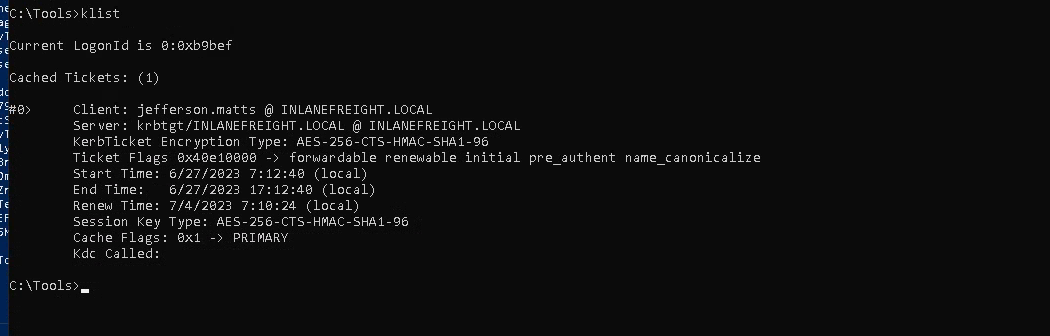 C:\Tools>klist
Current LogonId is 0:0xb9bef
Cached Tickets: (1)
#0>     Client: jefferson.matts @ INLANEFREIGHT.LOCAL
        Server: krbtgt/INLANEFREIGHT.LOCAL @ INLANEFREIGHT.LOCAL
        KerbTicket Encryption Type: AES-256-CTS-HMAC-SHA1-96
        Ticket Flags 0x40e10000 -> forwardable renewable initial pre_authent name_canonicalize
        Start Time: 6/27/2023 7:12:40 (local)
        End Time:   6/27/2023 17:12:40 (local)
        Renew Time: 7/4/2023 7:10:24 (local)
        Session Key Type: AES-256-CTS-HMAC-SHA1-96
        Cache Flags: 0x1 -> PRIMARY
        Kdc Called:
C:\Tools>